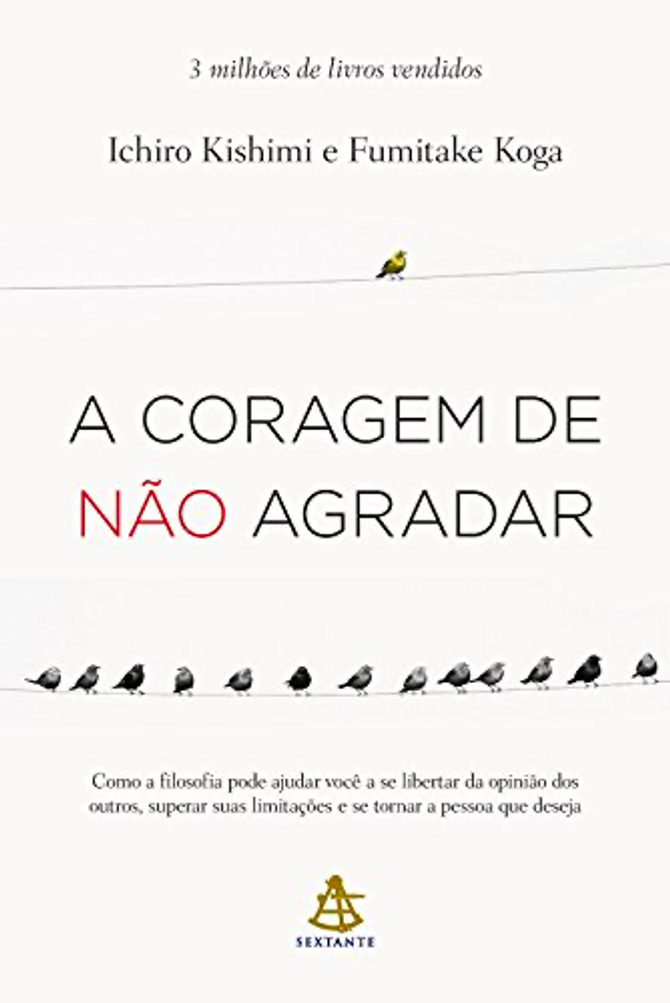 3 milhões de livros vendidos
Ichiro Kishimi e Fumitake Koga
A CORAGEM DE
NÃO AGRADAR
Como a filosofia pode ajudar você a se libertar da opinião dos
outros, superar suas limitações e se tornar a pessoa que deseja
SEXTANTE